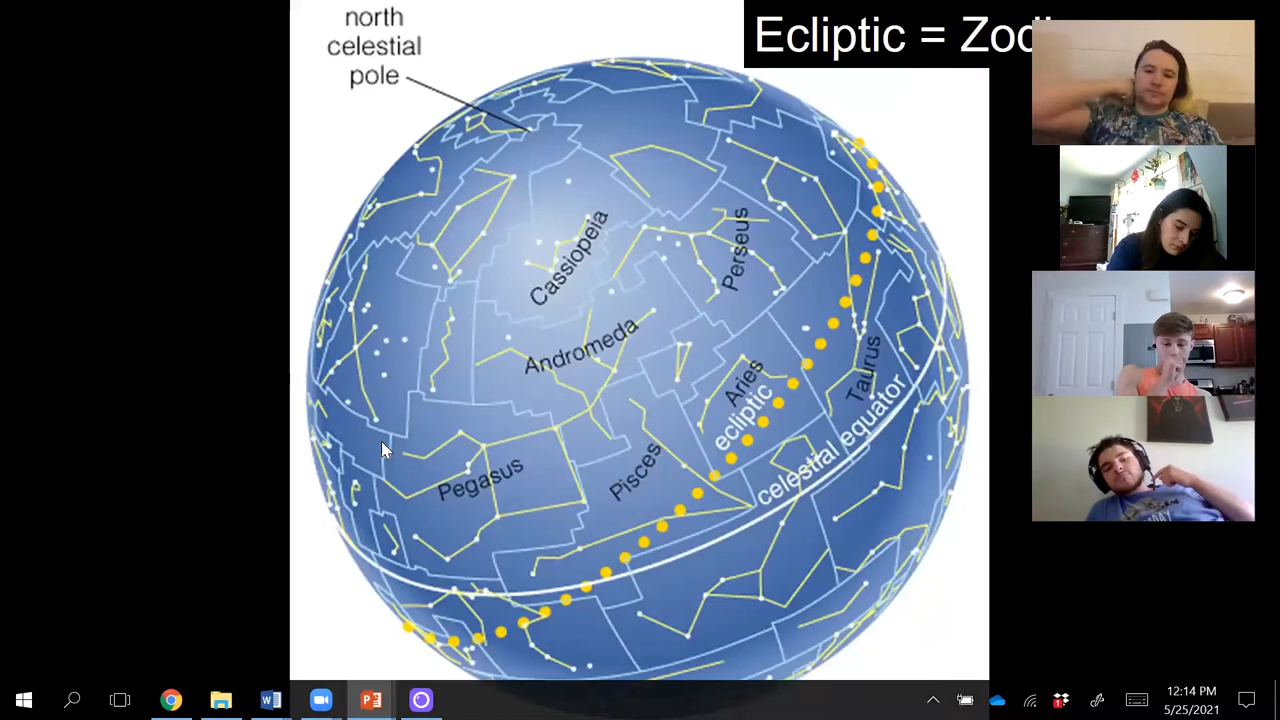 north
celestial
pole
Ecliptic = Zodi
Cassiopeia
Perseus
Andromeda
Aries
Taurus
ecliptic
celestial equator
Pisces
Pegasus
12:14 PM
5/25/2021